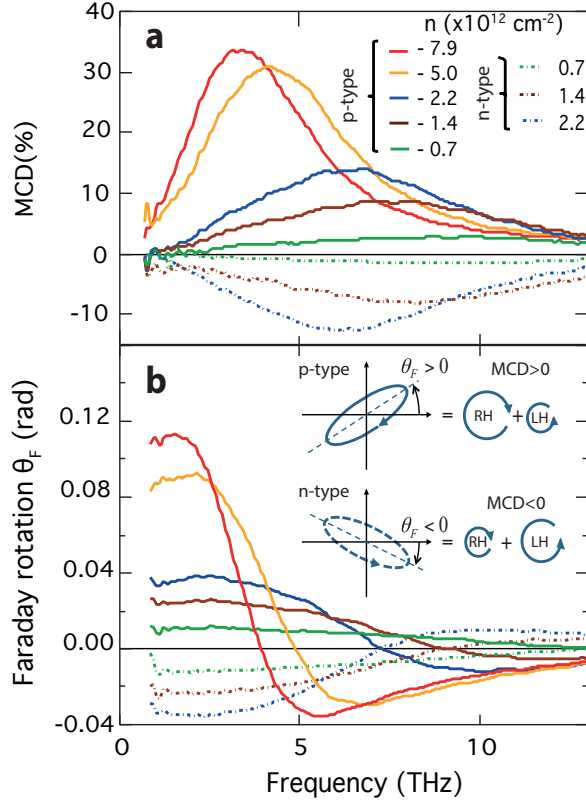 a
n (x10¹² cm⁻²)
p-type
- 7.9
- 5.0
- 2.2
- 1.4
- 0.7
n-type
0.7
1.4
2.2
MCD(%)
40
30
20
10
0
-10
b
p-type
θF > 0
MCD>0
= RH + LH
n-type
θF < 0
MCD<0
= RH + LH
Faraday rotation θF (rad)
0.12
0.08
0.04
0.00
-0.04
0
5
10
Frequency (THz)